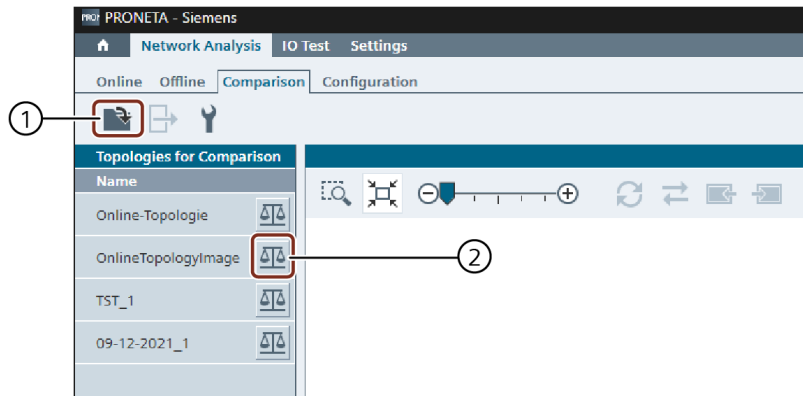 PRONETA - Siemens
Network Analysis IO Test Settings
Online Offline Comparison Configuration
1
Topologies for Comparison
Name
Online-Topologie
OnlineTopologyImage
2
TST_1
09-12-2021_1